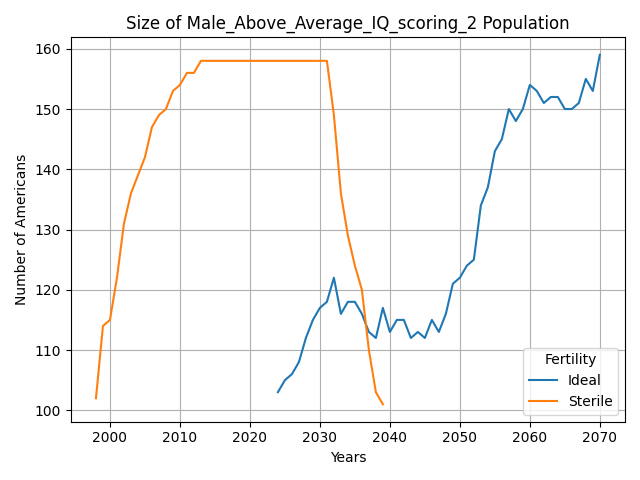 Size of Male_Above_Average_IQ_scoring_2 Population
160
150
140
130
120
110
100
Number of Americans
2000 2010 2020 2030 2040 2050 2060 2070
Years
Fertility
Ideal
Sterile